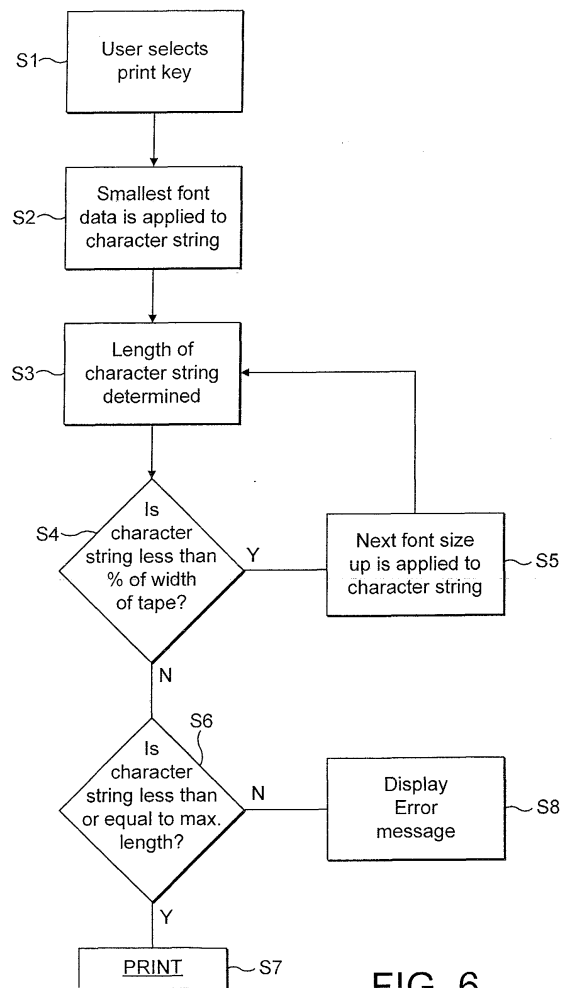 S1
User selects
print key
S2
Smallest font
data is applied to
character string
S3
Length of
character string
determined
S4
Is
character
string less than
% of width
of tape?
Y
Next font size
up is applied to
character string
S5
N
S6
Is
character
string less than
or equal to max.
length?
N
Display
Error
message
S8
Y
PRINT
S7
FIG. 6